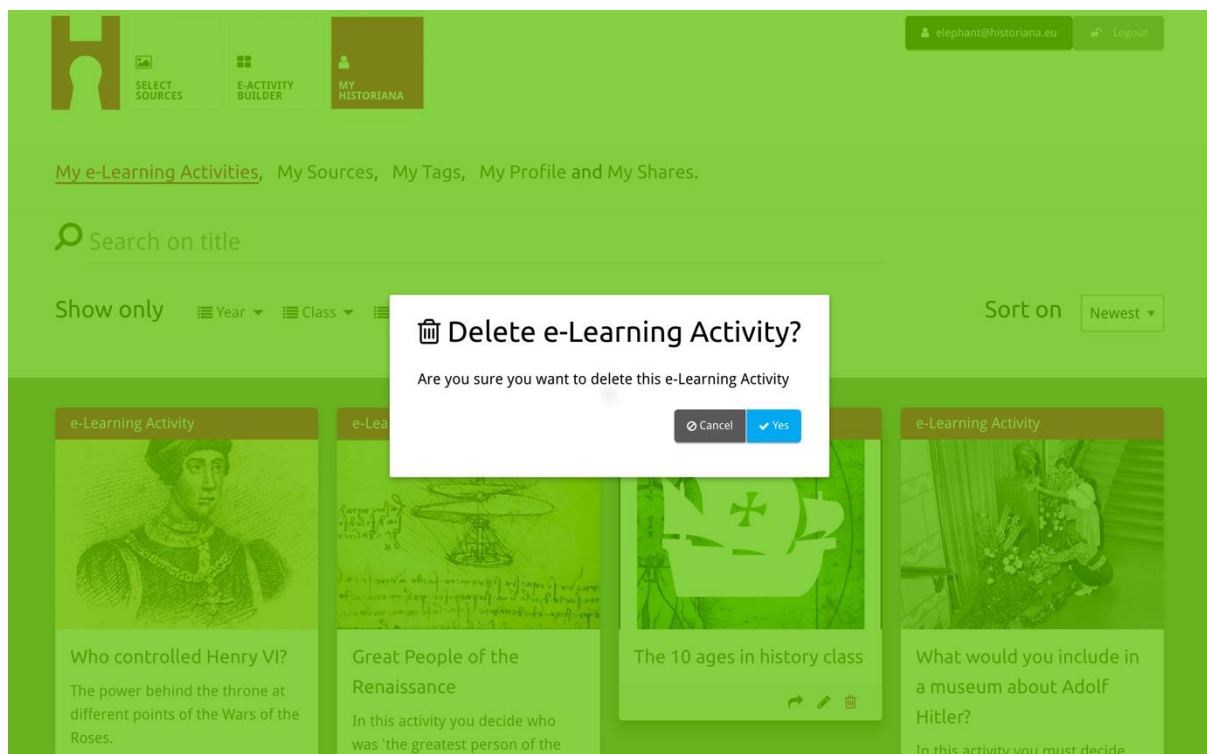 elephant@historiana.eu Logout
SELECT SOURCES
E-ACTIVITY BUILDER
MY HISTORIANA
My e-Learning Activities, My Sources, My Tags, My Profile and My Shares.
Search on title
Show only Year Class
Sort on Newest
Delete e-Learning Activity?
Are you sure you want to delete this e-Learning Activity
Cancel Yes
e-Learning Activity
Who controlled Henry VI?
The power behind the throne at
different points of the Wars of the
Roses.
e-Lea
Great People of the
Renaissance
In this activity you decide who
was 'the greatest person of the
The 10 ages in history class
e-Learning Activity
What would you include in
a museum about Adolf
Hitler?
In this activity you must decide